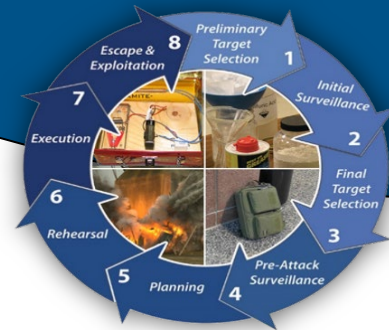 Preliminary
Target
Selection
1
Initial
Surveillance
2
Final
Target
Selection
3
Pre-Attack
Surveillance
4
Planning
5
Rehearsal
6
Execution
7
Escape &
Exploitation
8